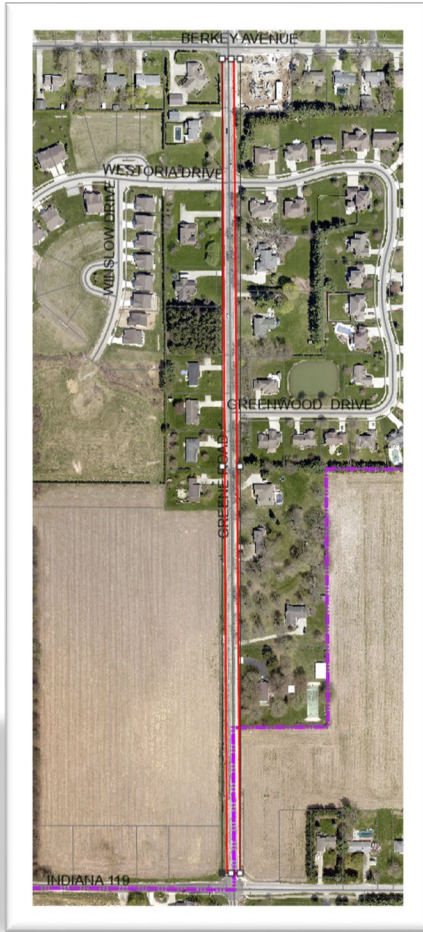 BERKEY AVENUE
WESTORIA DRIVE
WINSLOW DRIVE
GREENWOOD DRIVE
GREENE ROAD
INDIANA 119